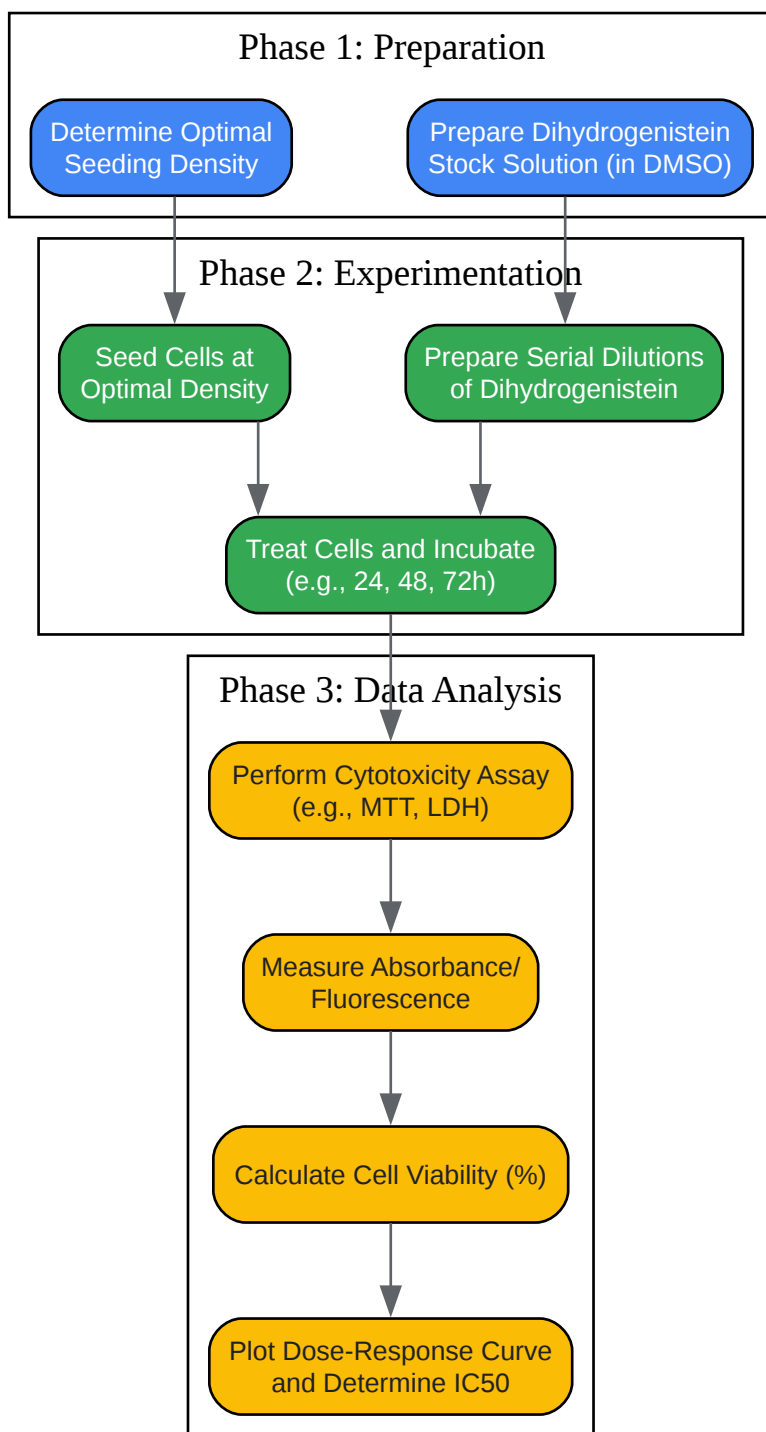 Phase 1: Preparation
Determine Optimal
Seeding Density
Prepare Dihydrogenistein
Stock Solution (in DMSO)
Phase 2: Experimentation
Seed Cells at
Optimal Density
Prepare Serial Dilutions
of Dihydrogenistein
Treat Cells and Incubate
(e.g., 24, 48, 72h)
Phase 3: Data Analysis
Perform Cytotoxicity Assay
(e.g., MTT, LDH)
Measure Absorbance/
Fluorescence
Calculate Cell Viability (%)
Plot Dose-Response Curve
and Determine IC50